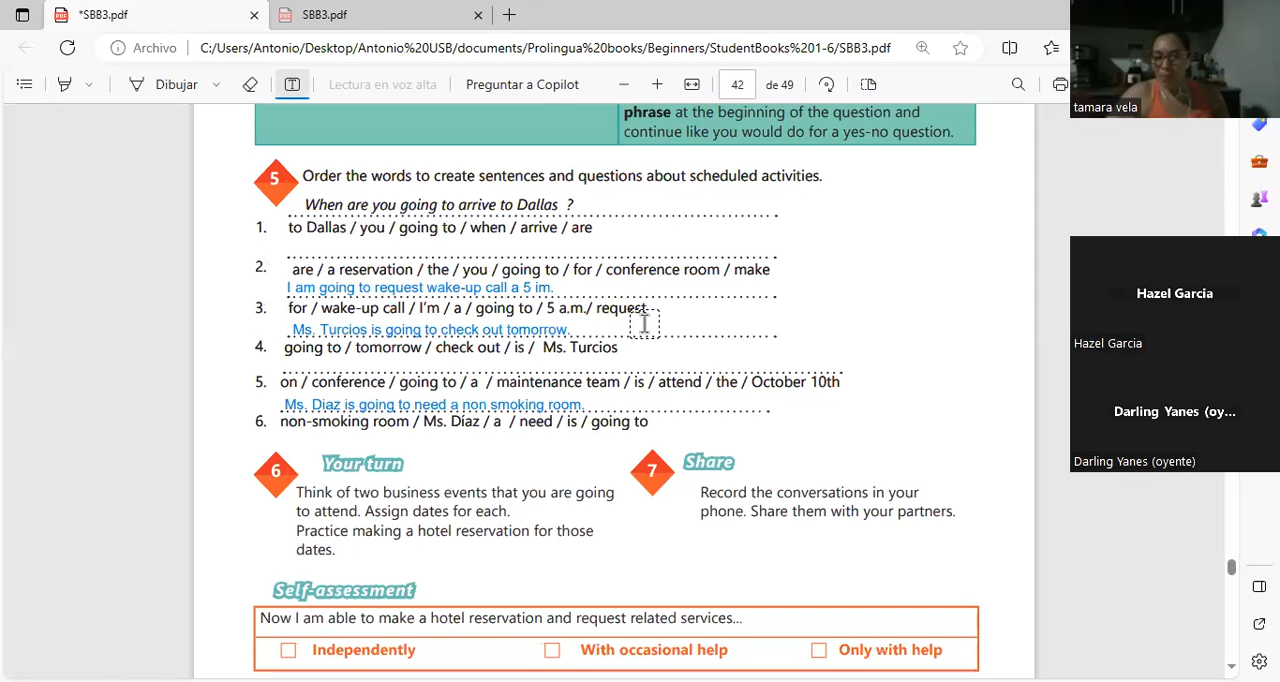 *SBB3.pdf
SBB3.pdf
Archivo
C:/Users/Antonio/Desktop/Antonio%20USB/documents/Prolingua%20books/Beginners/StudentBooks%201-6/SBB3.pdf
Dibujar
Lectura en voz alta
Preguntar a Copilot
42
de 49
tamara vela
phrase at the beginning of the question and
continue like you would do for a yes-no question.
5
Order the words to create sentences and questions about scheduled activities.
When are you going to arrive to Dallas ?
1. to Dallas / you / going to / when / arrive / are
2. are / a reservation / the / you / going to / for / conference room / make
I am going to request wake-up call a 5 im.
3. for / wake-up call / I'm / a / going to / 5 a.m./ request
Ms. Turcios is going to check out tomorrow.
4. going to / tomorrow / check out / is / Ms. Turcios
5. on / conference / going to / a / maintenance team / is / attend / the / October 10th
Ms. Diaz is going to need a non smoking room.
6. non-smoking room / Ms. Díaz / a / need / is / going to
6
Your turn
Think of two business events that you are going
to attend. Assign dates for each.
Practice making a hotel reservation for those
dates.
7
Share
Record the conversations in your
phone. Share them with your partners.
Self-assessment
Now I am able to make a hotel reservation and request related services...
Independently
With occasional help
Only with help
Hazel Garcia
Hazel Garcia
Darling Yanes (oy...
Darling Yanes (oyente)